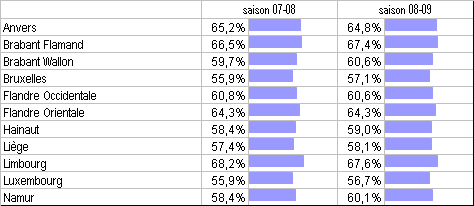 saison 07-08 saison 08-09
Anvers 65,2% 64,8%
Brabant Flamand 66,5% 67,4%
Brabant Wallon 59,7% 60,6%
Bruxelles 55,9% 57,1%
Flandre Occidentale 60,8% 60,6%
Flandre Orientale 64,3% 64,3%
Hainaut 58,4% 59,0%
Liège 57,4% 58,1%
Limbourg 68,2% 67,6%
Luxembourg 55,9% 56,7%
Namur 58,4% 60,1%